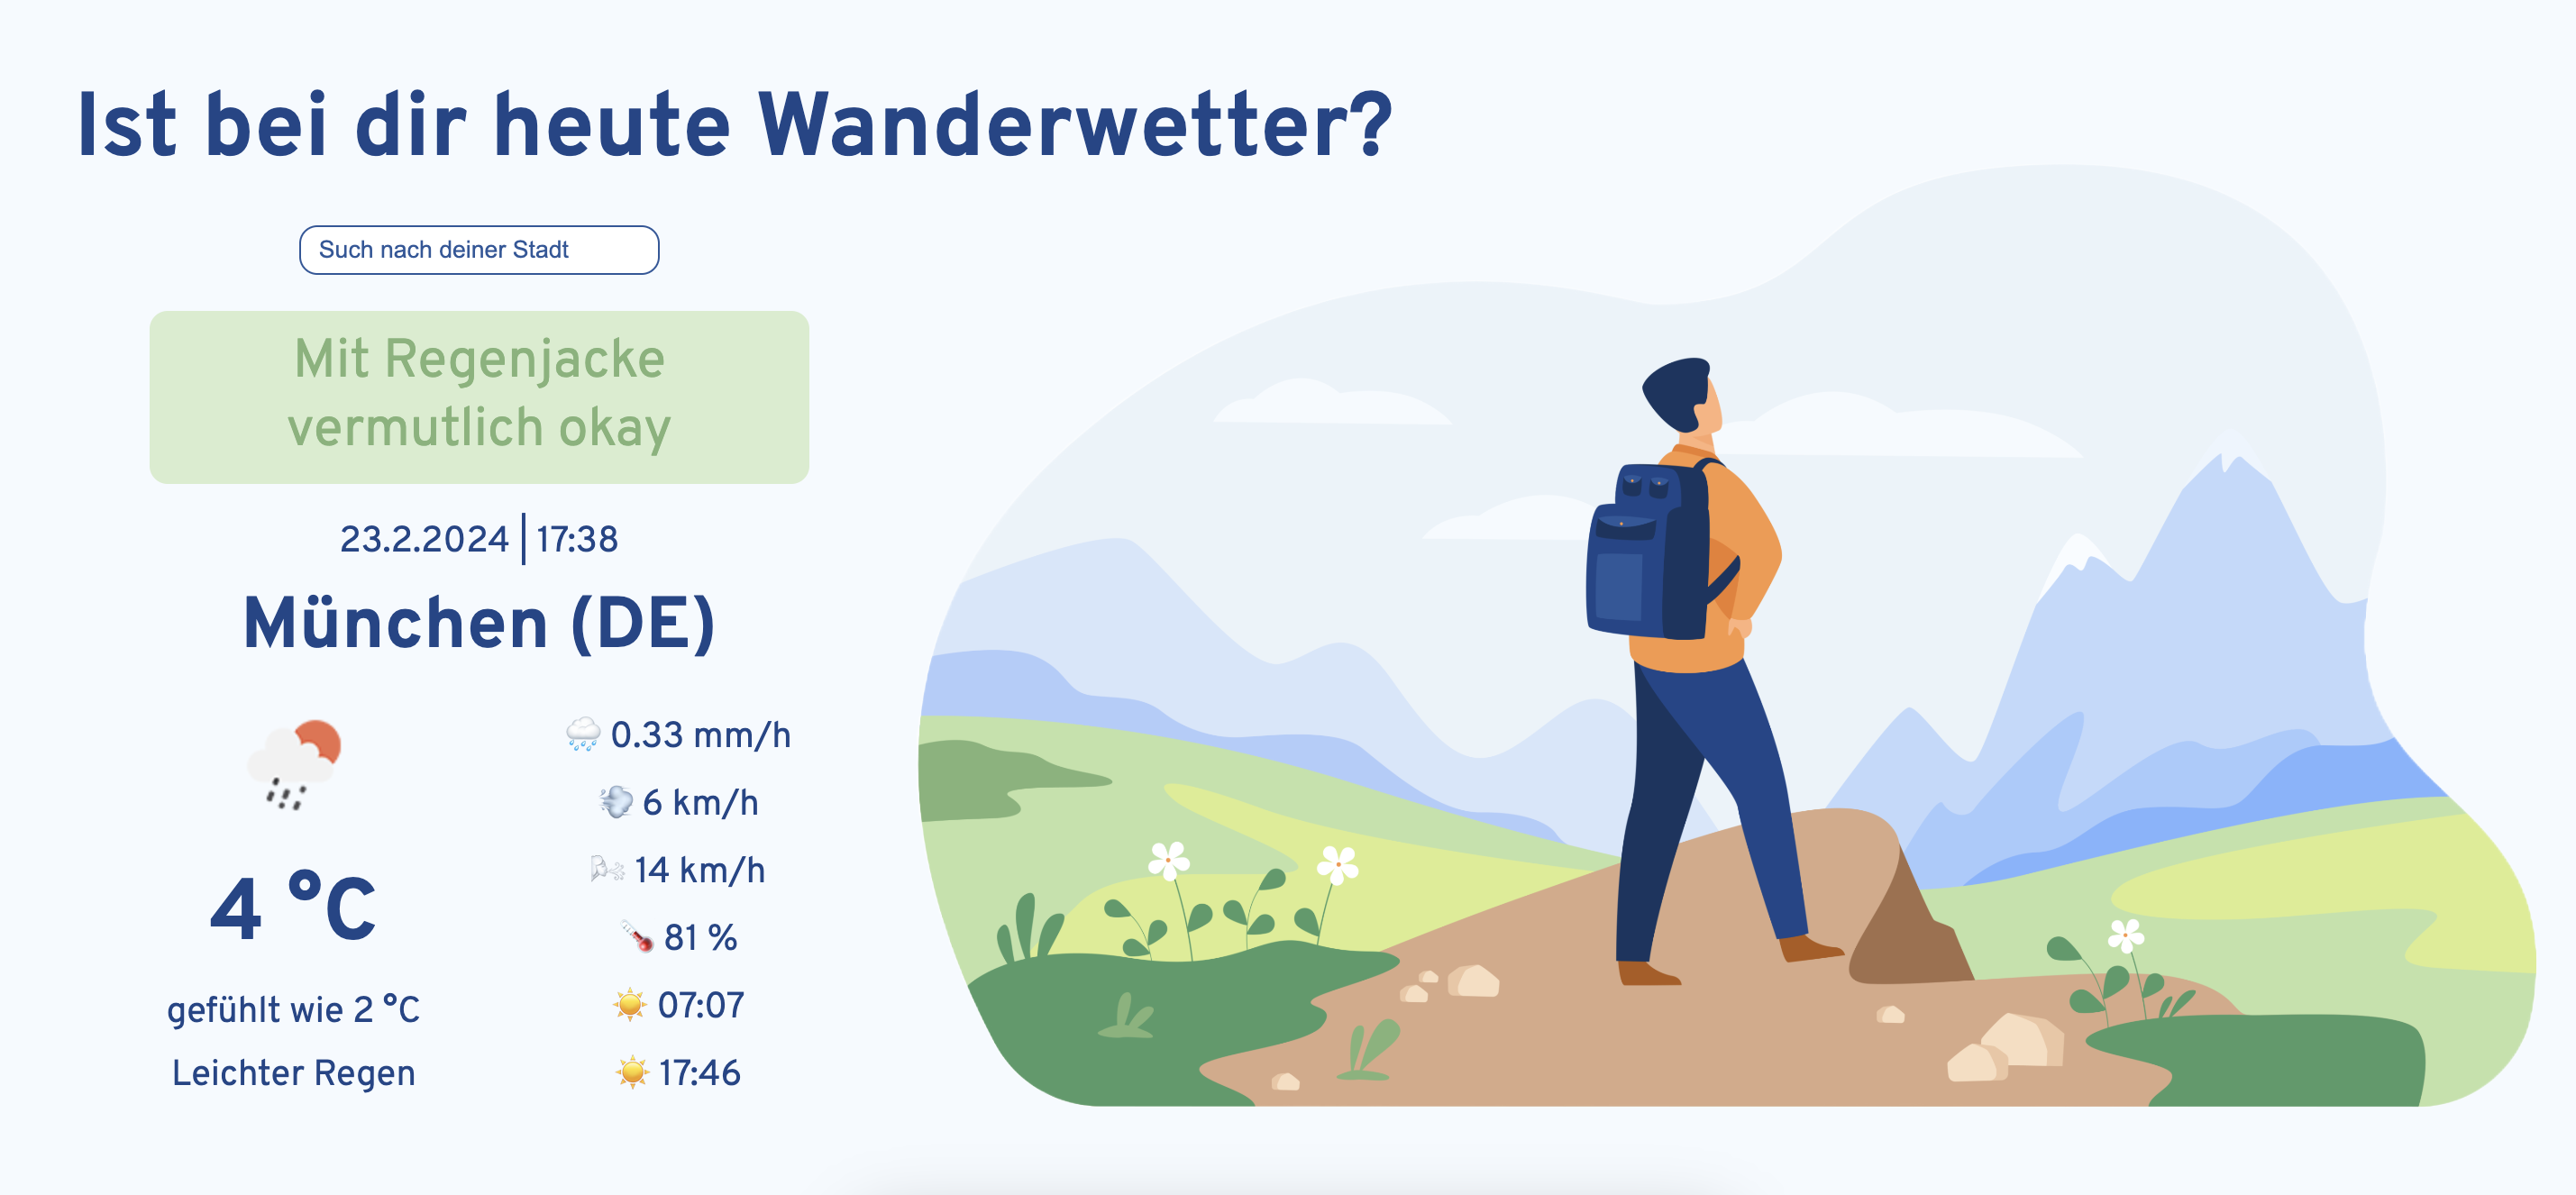 Ist bei dir heute Wanderwetter?
Such nach deiner Stadt
Mit Regenjacke
vermutlich okay
23.2.2024 | 17:38
München (DE)
4 °C
gefühlt wie 2 °C
Leichter Regen
0.33 mm/h
6 km/h
14 km/h
81 %
07:07
17:46